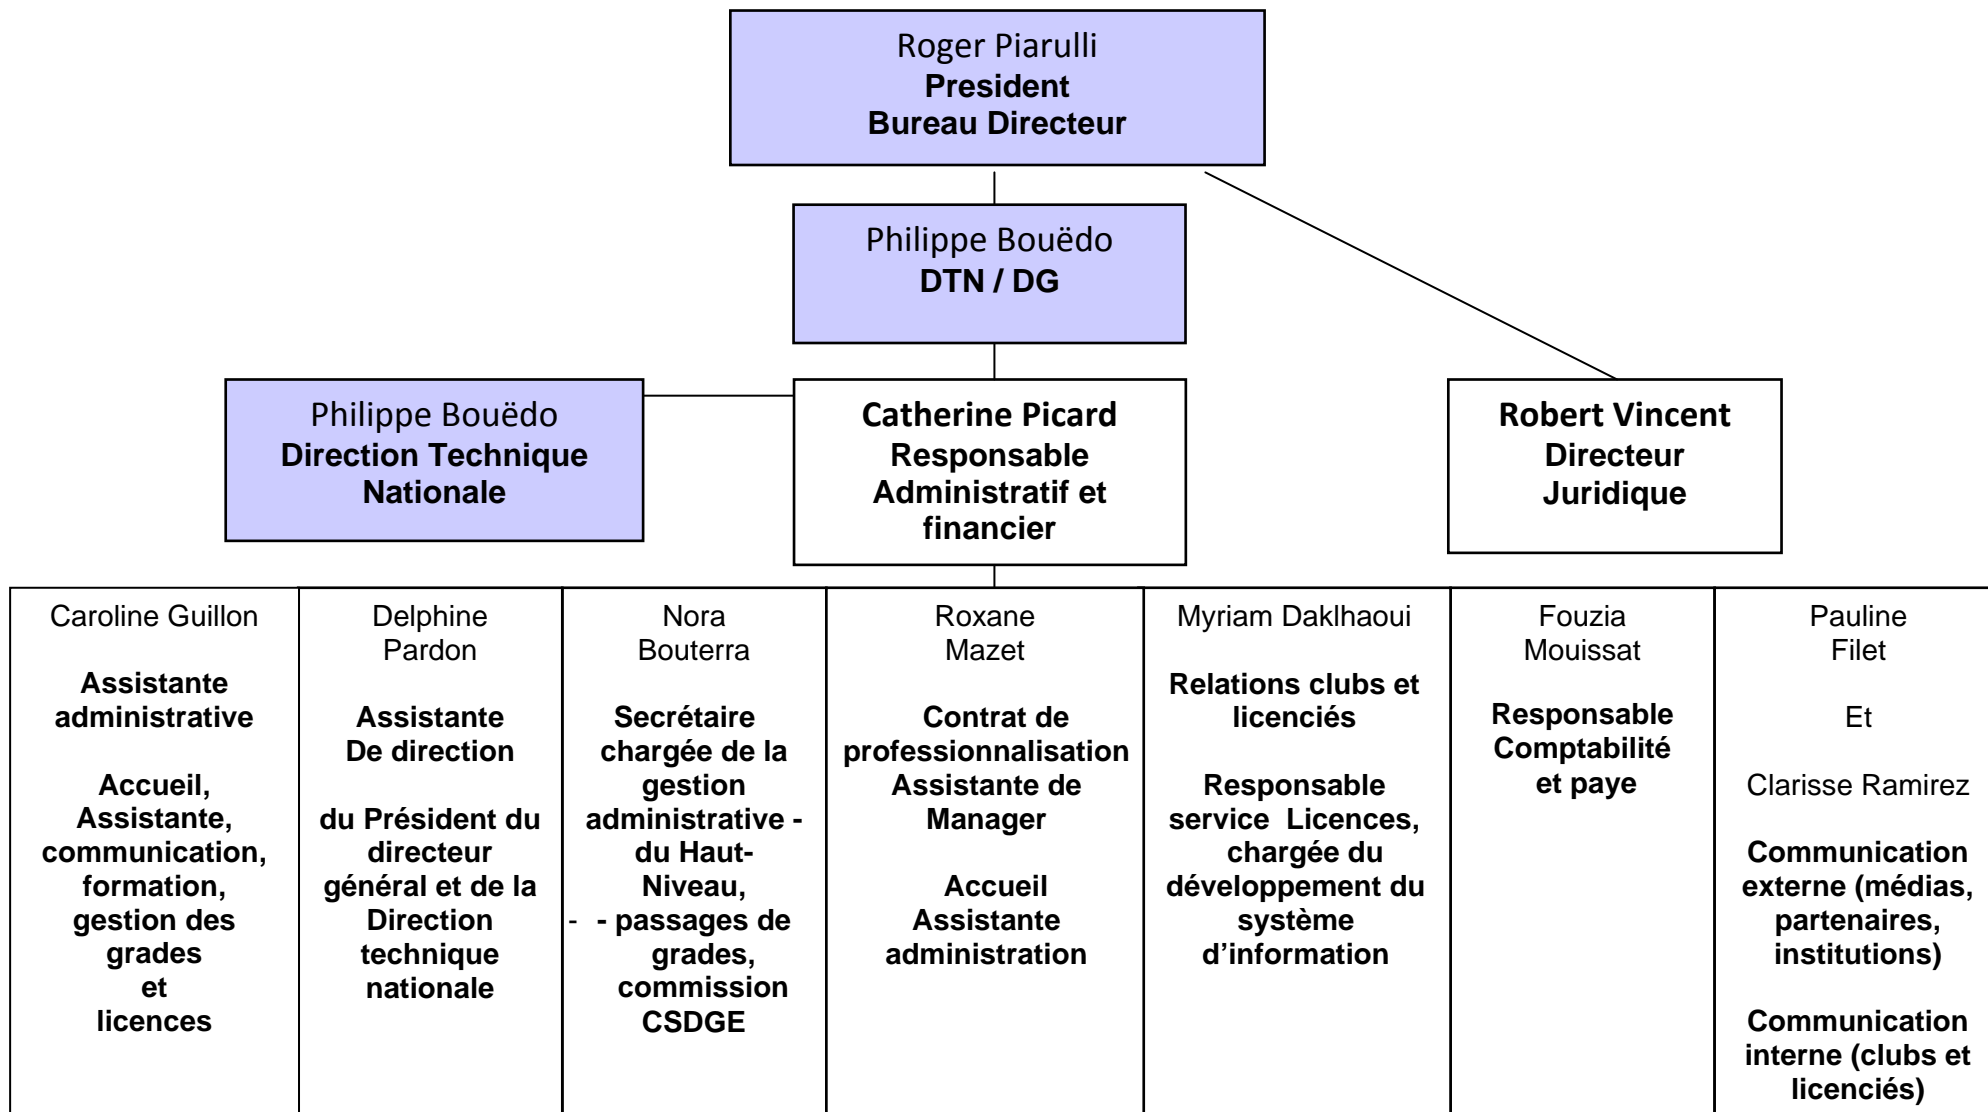 Roger Piarulli
President
Bureau Directeur
Philippe Bouëdo
DTN / DG
Philippe Bouëdo
Direction Technique
Nationale
Catherine Picard
Responsable
Administratif et
financier
Robert Vincent
Directeur
Juridique
Caroline Guillon
Assistante
administrative
Accueil,
Assistante,
communication,
formation,
gestion des
grades
et
licences
Delphine
Pardon
Assistante
De direction
du Président du
directeur
général et de la
Direction
technique
nationale
Nora
Bouterra
Secrétaire
chargée de la
gestion
administrative -
du Haut-
Niveau,
- - passages de
grades,
commission
CSDGE
Roxane
Mazet
Contrat de
professionnalisation
Assistante de
Manager
Accueil
Assistante
administration
Myriam Daklhaoui
Relations clubs et
licenciés
Responsable
service Licences,
chargée du
développement du
système
d’information
Fouzia
Mouissat
Responsable
Comptabilité
et paye
Pauline
Filet
Et
Clarisse Ramirez
Communication
externe (médias,
partenaires,
institutions)
Communication
interne (clubs et
licenciés)